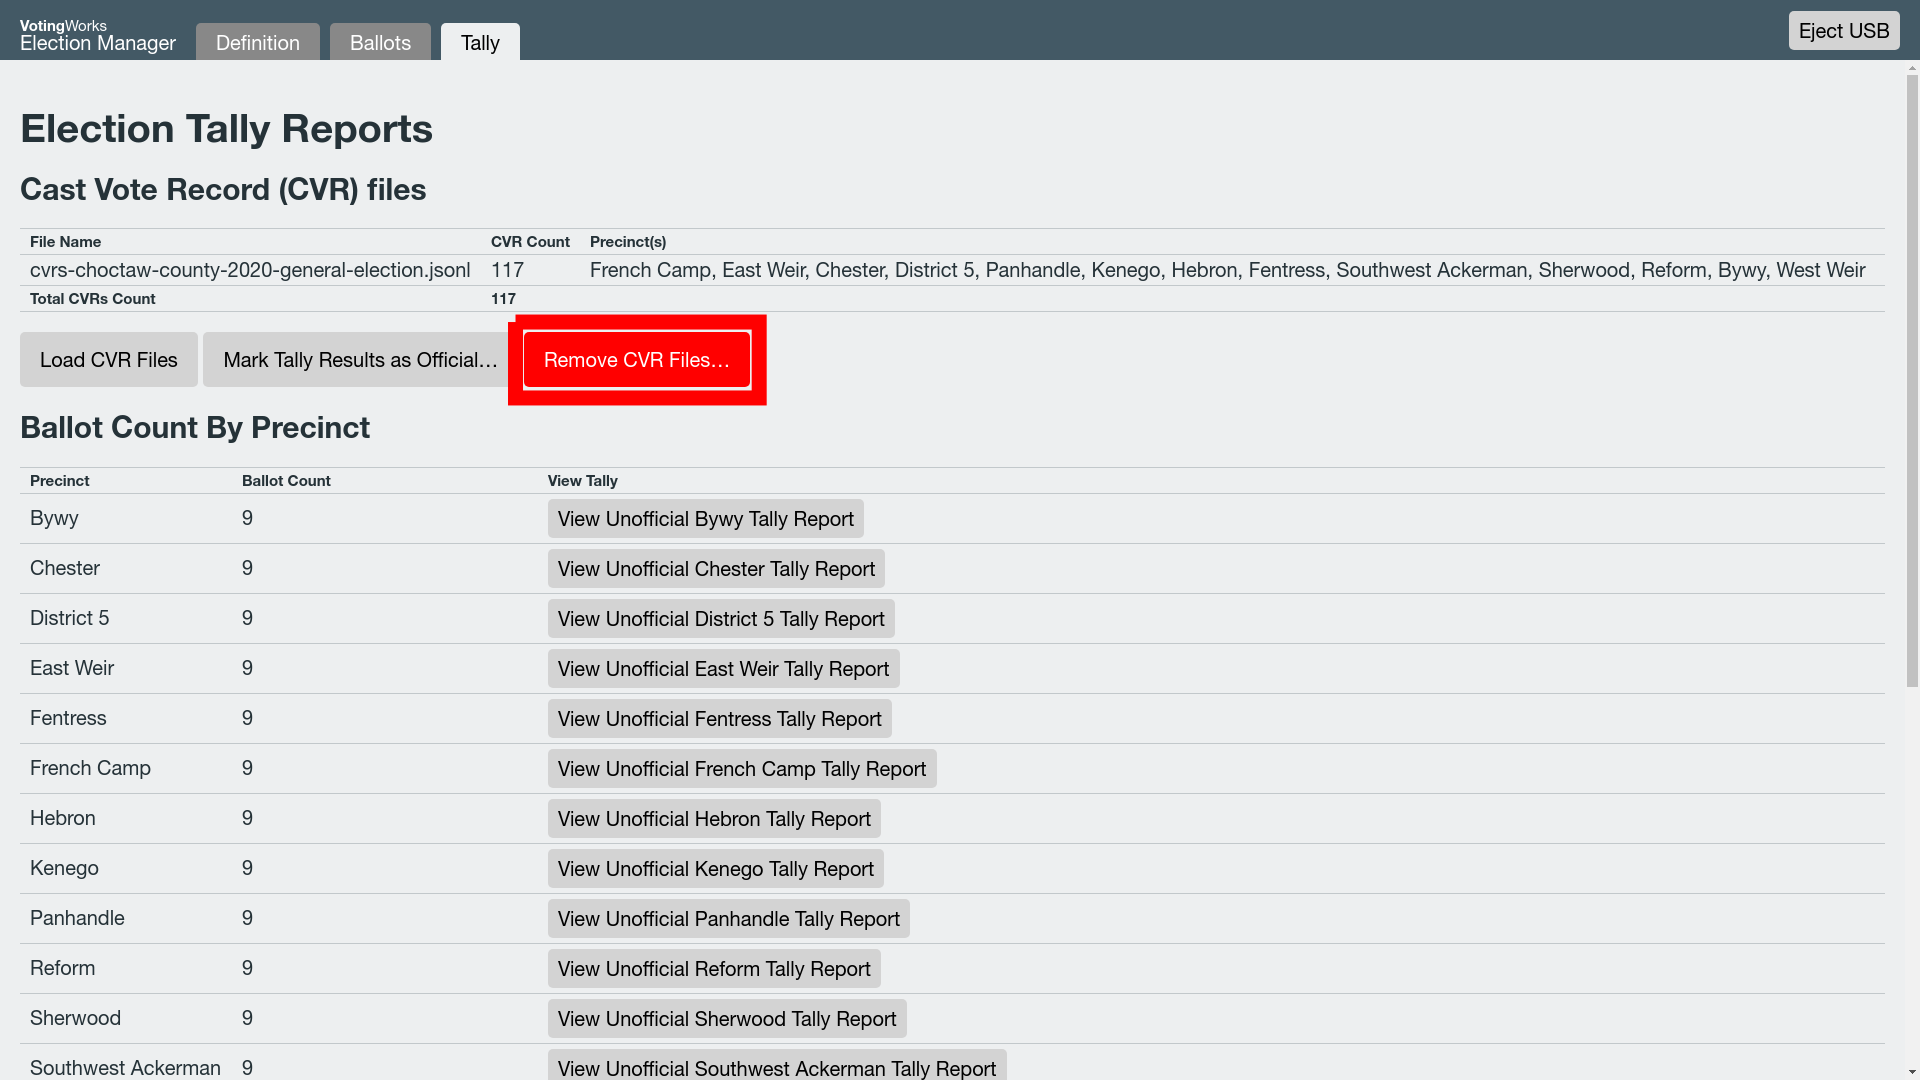 VotingWorks
Election Manager
Definition
Ballots
Tally
Eject USB
Election Tally Reports
Cast Vote Record (CVR) files
File Name CVR Count Precinct(s)
cvrs-choctaw-county-2020-general-election.jsonl 117 French Camp, East Weir, Chester, District 5, Panhandle, Kenego, Hebron, Fentress, Southwest Ackerman, Sherwood, Reform, Bywy, West Weir
Total CVRs Count 117
Load CVR Files
Mark Tally Results as Official…
Remove CVR Files…
Ballot Count By Precinct
Precinct Ballot Count View Tally
Bywy 9 View Unofficial Bywy Tally Report
Chester 9 View Unofficial Chester Tally Report
District 5 9 View Unofficial District 5 Tally Report
East Weir 9 View Unofficial East Weir Tally Report
Fentress 9 View Unofficial Fentress Tally Report
French Camp 9 View Unofficial French Camp Tally Report
Hebron 9 View Unofficial Hebron Tally Report
Kenego 9 View Unofficial Kenego Tally Report
Panhandle 9 View Unofficial Panhandle Tally Report
Reform 9 View Unofficial Reform Tally Report
Sherwood 9 View Unofficial Sherwood Tally Report
Southwest Ackerman 9 View Unofficial Southwest Ackerman Tally Report